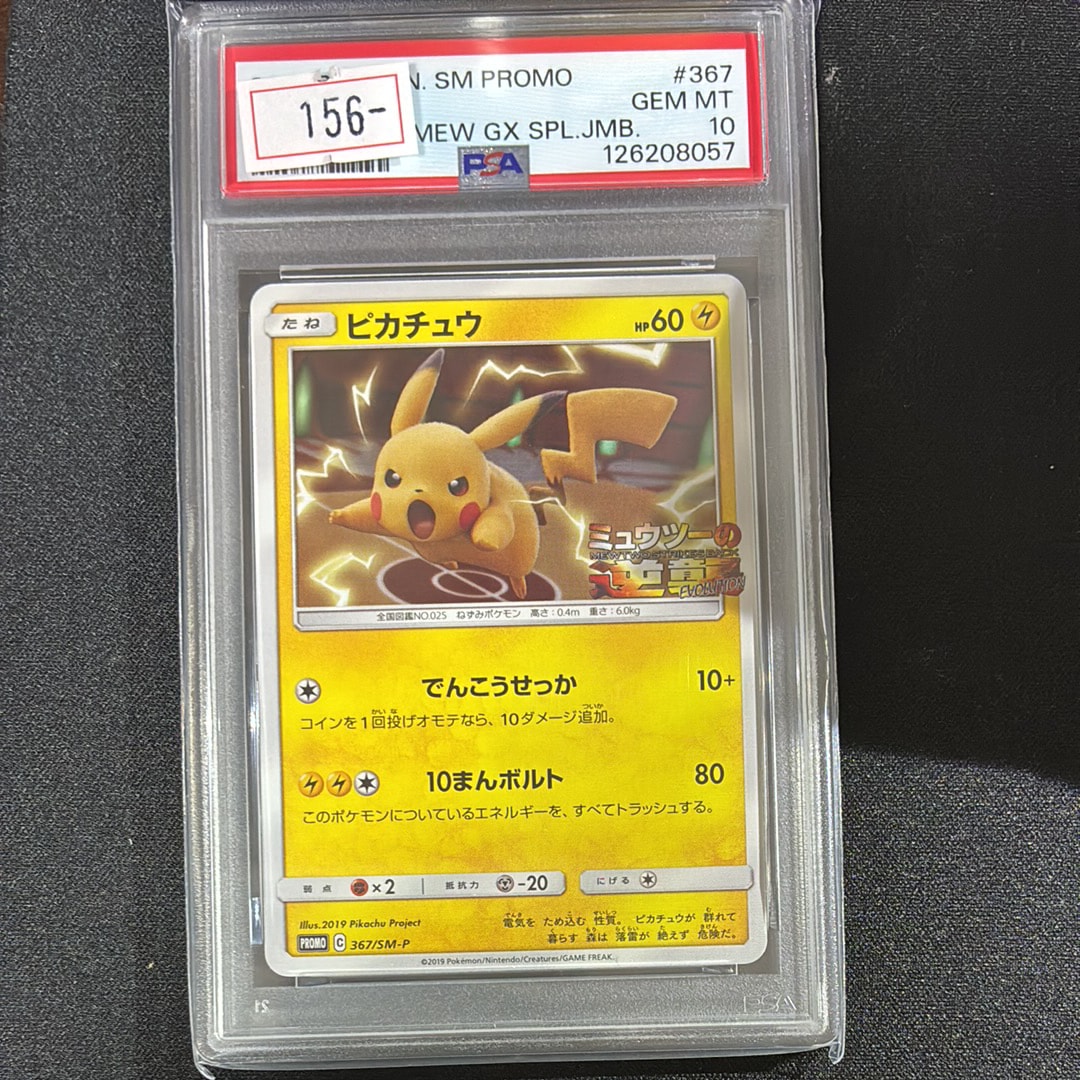 N. SM PROMO #367
GEM MT
156-
MEW GX SPL.JMB. 10
PSA
126208057
たね ピカチュウ HP60
ミュウツーの
MEWTWO STRIKES BACK
逆襲
EVOLUTION
全国図鑑NO.025 ねずみポケモン 高さ:0.4m 重さ:6.0kg
でんこうせっか 10+
コインを1回投げオモテなら、10ダメージ追加。
10まんボルト 80
このポケモンについているエネルギーを、すべてトラッシュする。
弱点 ×2 抵抗力 -20 にげる
Illus.2019 Pikachu Project
電気を ため込む 性質。 ピカチュウが 群れて
暮らす 森は 落雷が 絶えず 危険だ。
PROMO C 367/SM-P
©2019 Pokémon/Nintendo/Creatures/GAME FREAK.
21
PSA